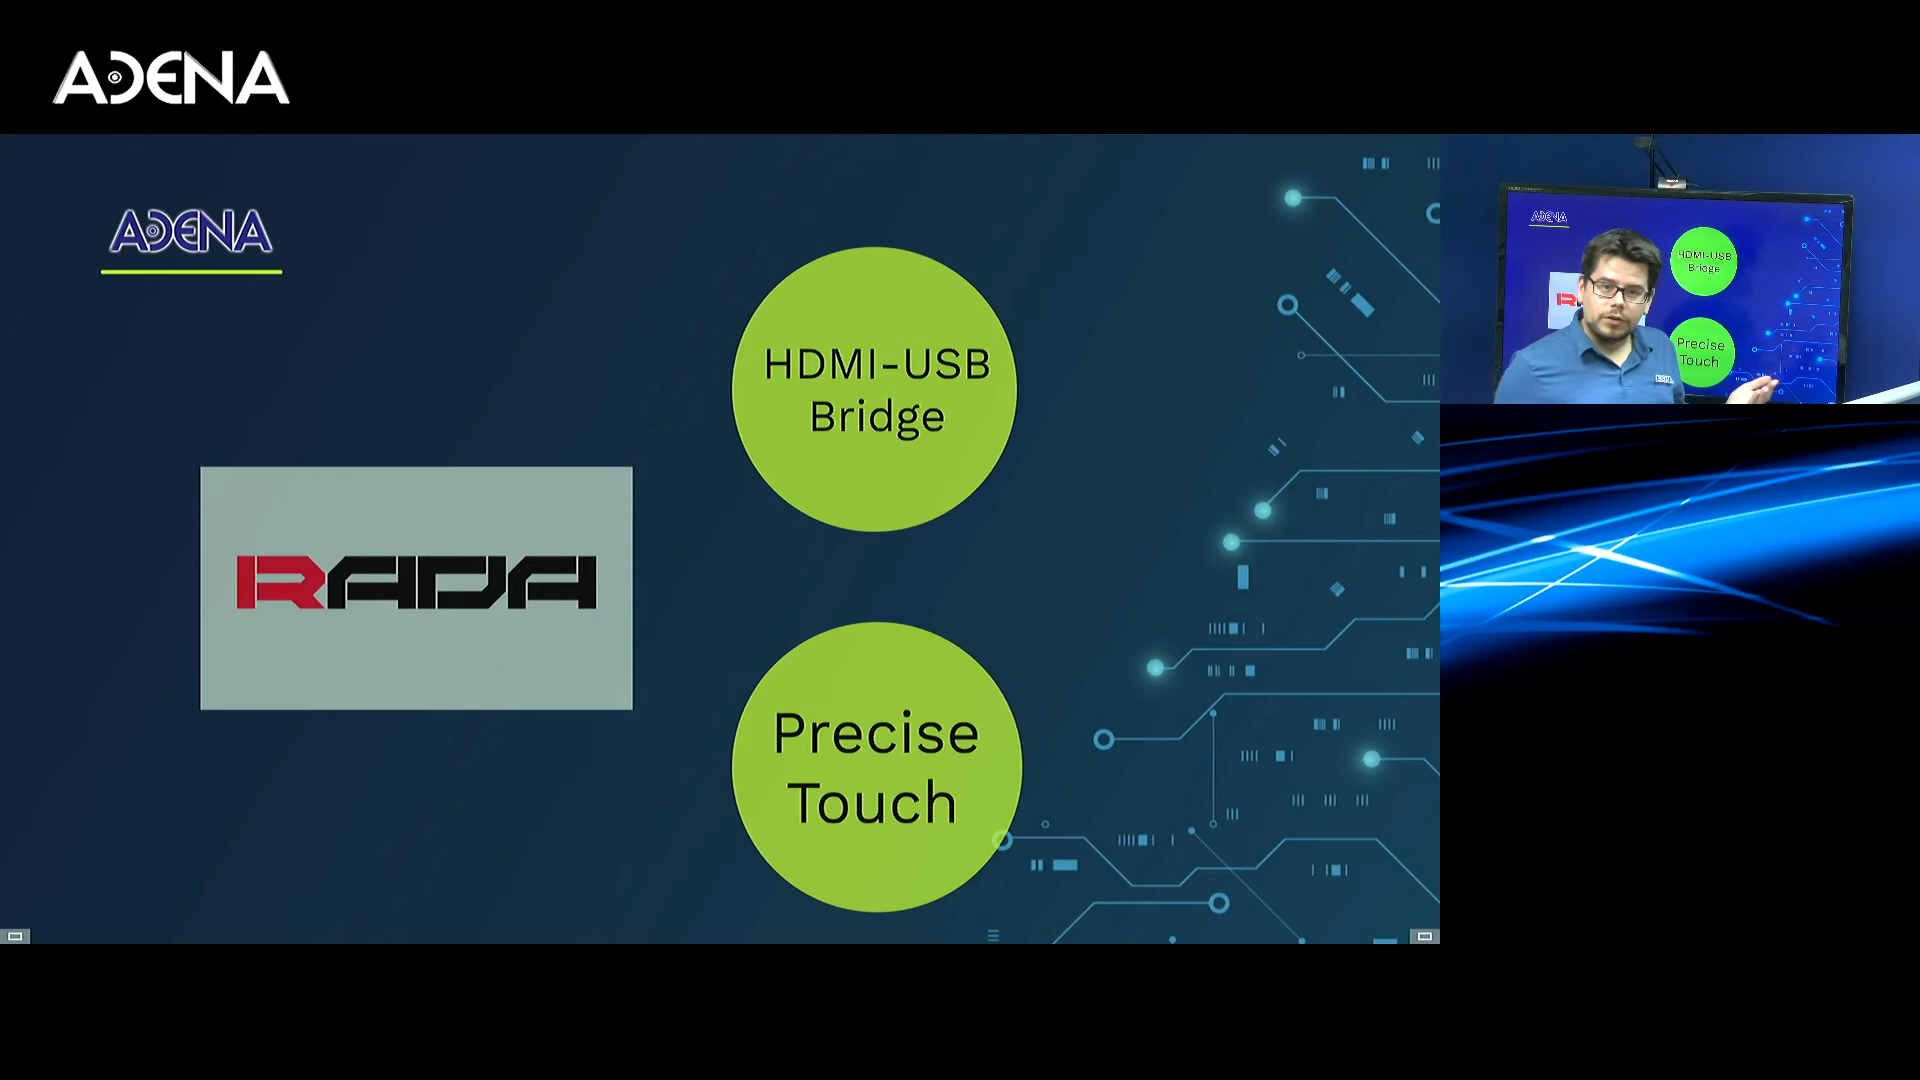 ADENA
ADENA
HDMI-USB
Bridge
RADA
Precise
Touch
ADENA
HDMI-USB
Bridge
R
Precise
Touch